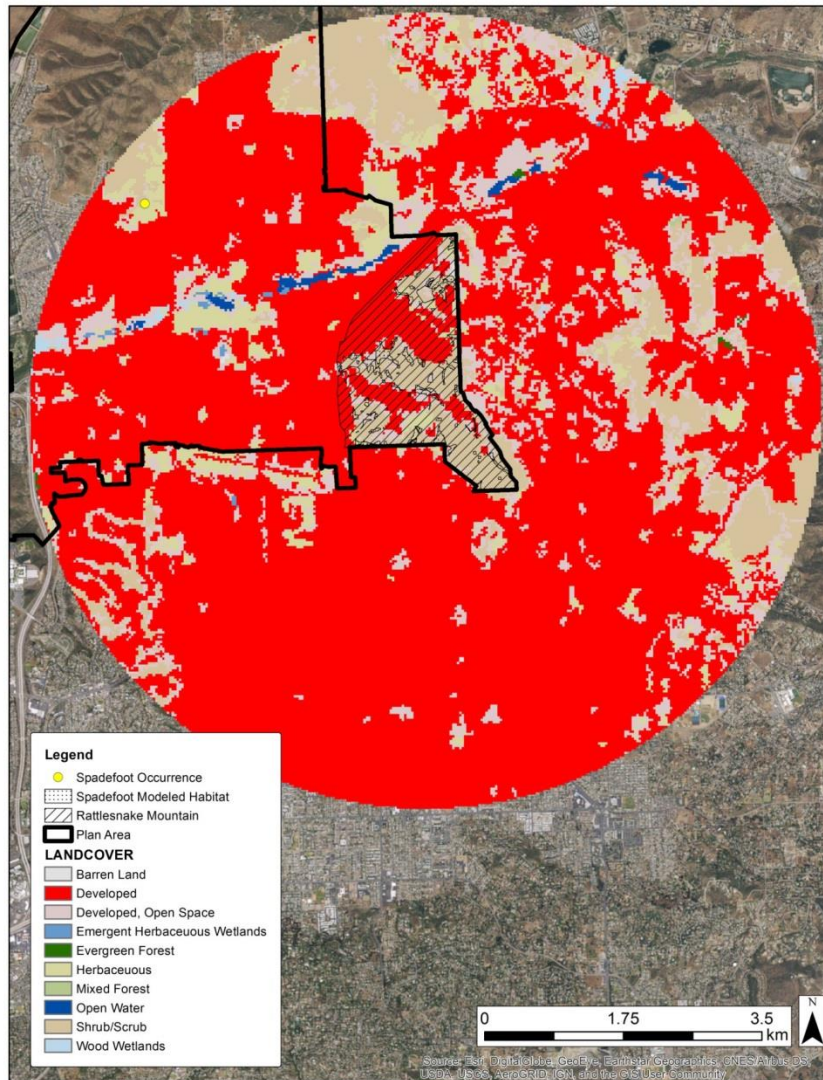 Legend
Spadefoot Occurrence
Spadefoot Modeled Habitat
Rattlesnake Mountain
Plan Area
LANDCOVER
Barren Land
Developed
Developed, Open Space
Emergent Herbaceuous Wetlands
Evergreen Forest
Herbaceuous
Mixed Forest
Open Water
Shrub/Scrub
Wood Wetlands
N
0 1.75 3.5
km
Source: Esri, DigitalGlobe, GeoEye, Earthstar Geographics, CNES/Airbus DS,
USDA, USGS, AeroGRID, IGN, and the GIS User Community